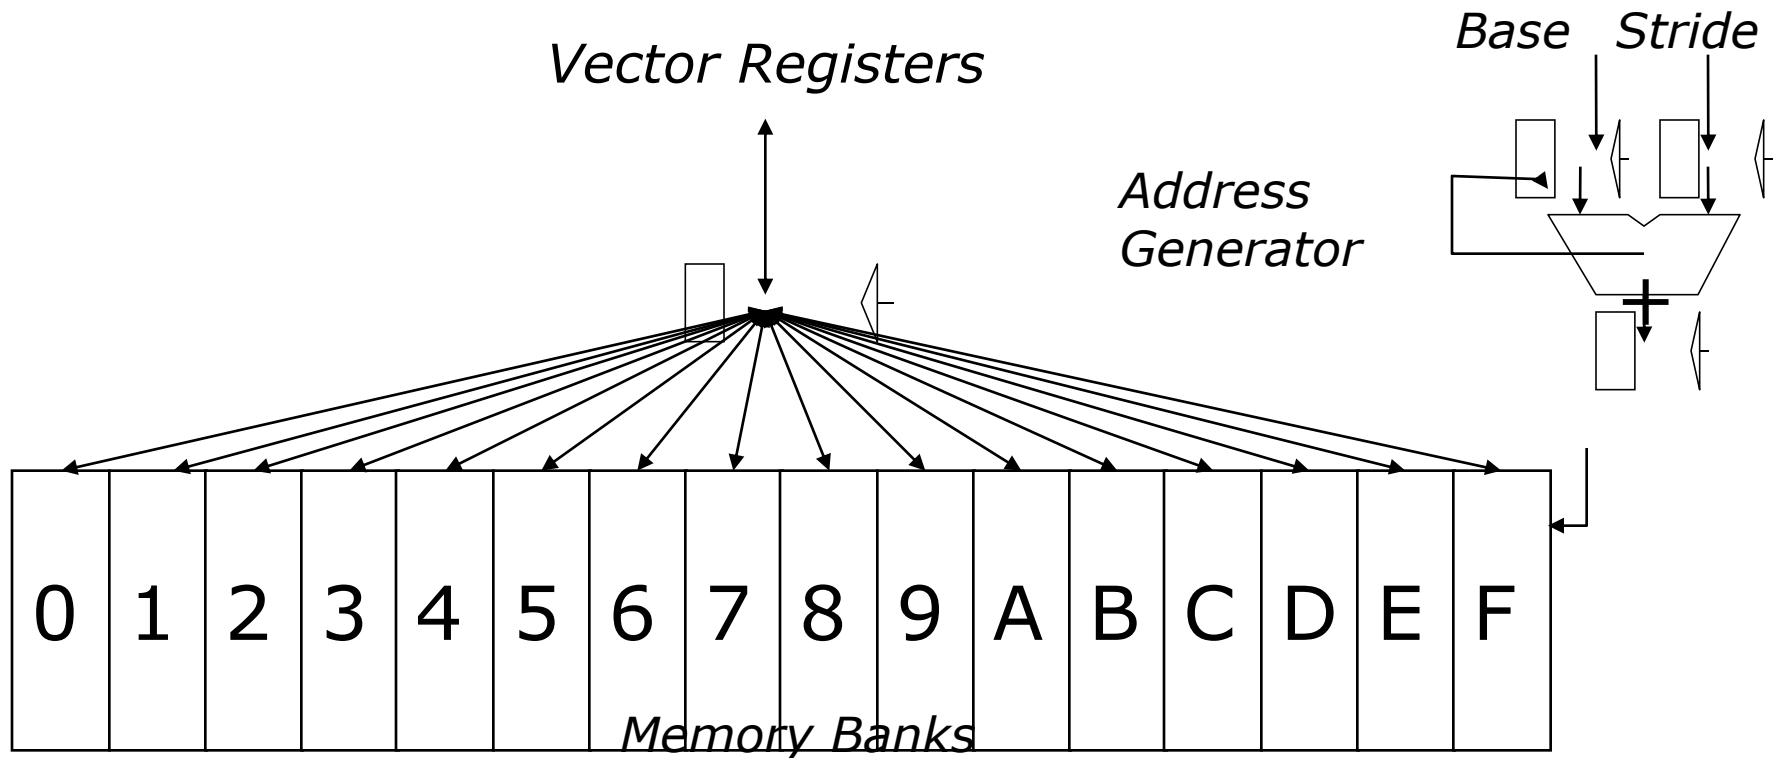 Base Stride
Vector Registers
Address
Generator
+
0 1 2 3 4 5 6 7 8 9 A B C D E F
Memory Banks